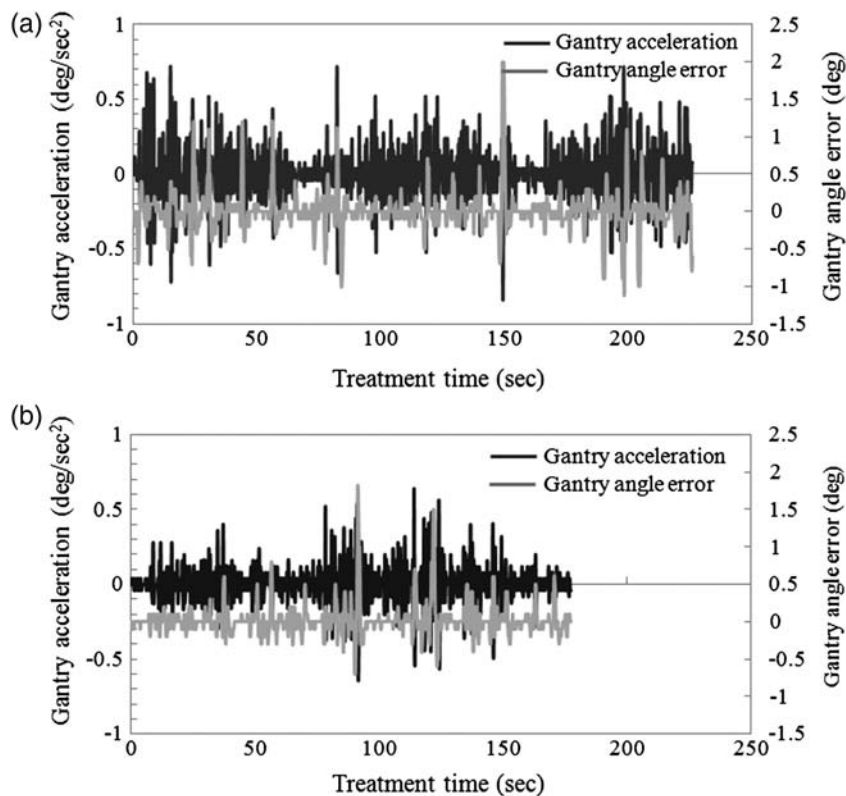 (a)
Gantry acceleration (deg/sec²)
1
0.5
0
-0.5
-1
Gantry acceleration
Gantry angle error
2.5
2
1.5
1
0.5
0
-0.5
-1
-1.5
Gantry angle error (deg)
0 50 100 150 200 250
Treatment time (sec)
(b)
Gantry acceleration (deg/sec²)
1
0.5
0
-0.5
-1
Gantry acceleration
Gantry angle error
2.5
2
1.5
1
0.5
0
-0.5
-1
-1.5
Gantry angle error (deg)
0 50 100 150 200 250
Treatment time (sec)